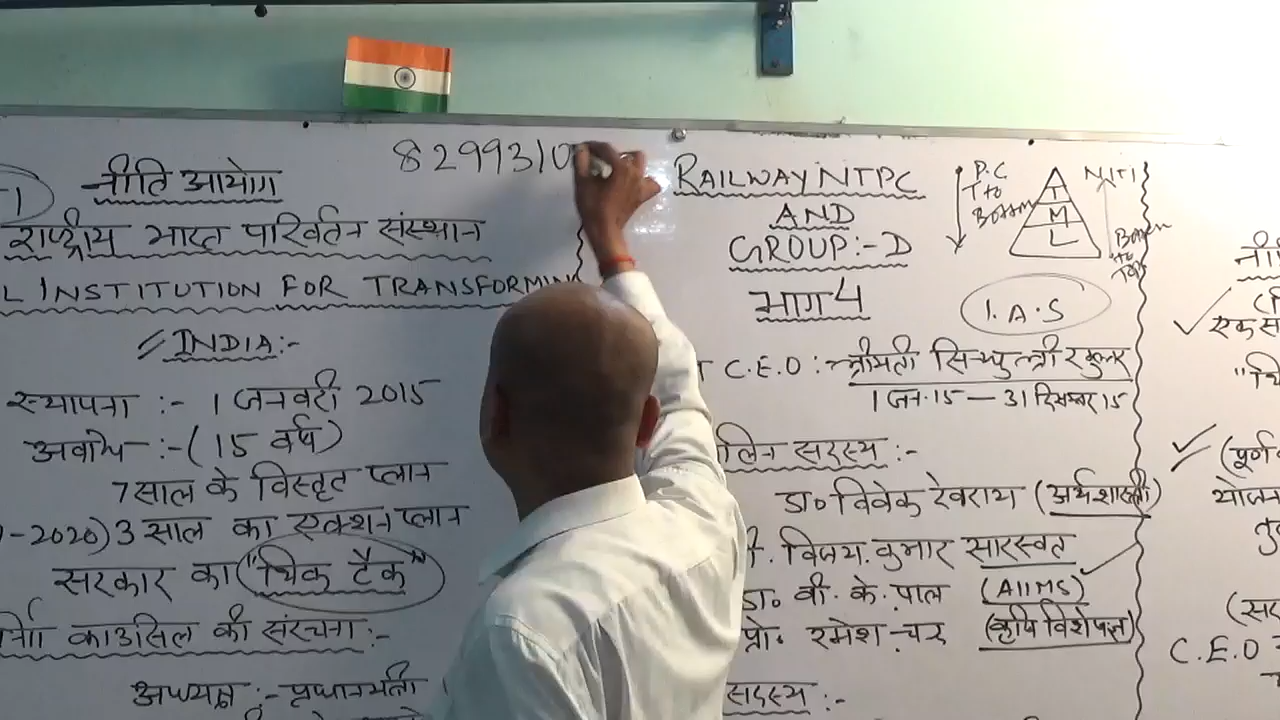 8299310
नीति आयोग
राष्ट्रीय भारत परिवर्तन संस्थान
L INSTITUTION FOR TRANSFORMING
INDIA:-
स्थापना :- 1 जनवरी 2015
अवधि :- (15 वर्ष)
7 साल के विस्तृत प्लान
-2020) 3 साल का एक्शन प्लान
सरकार का "थिंक टैंक"
काउंसिल की संरचना:-
अध्यक्ष :- प्रधानमंत्री
RAILWAY NTPC
AND
GROUP:-D
भाग 4
P.C
T to
Bottom
T
M
L
NITI
Bottom
to
Top
I.A.S
C.E.O :- श्रीमती सिन्धुश्री खुल्लर
1 जन.15 — 31 दिसम्बर 15
लिन सदस्य :-
डा० विवेक देवराय (अर्थशास्त्री)
विजय कुमार सारस्वत
डा० वी. के. पाल (AIIMS)
प्रो० रमेश चंद (कृषि विशेषज्ञ)
सदस्य :-
एक स
(पूर्ण
योजन
C.E.O